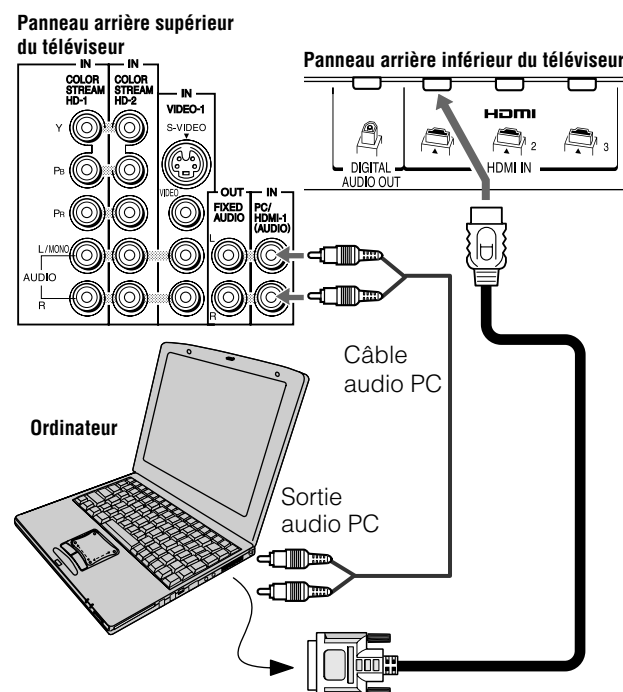 Panneau arrière supérieur
du téléviseur
IN
COLOR
STREAM
HD-1
IN
COLOR
STREAM
HD-2
IN
VIDEO-1
S-VIDEO
VIDEO
Y
PB
PR
L/MONO
AUDIO
R
OUT
FIXED
AUDIO
L
R
IN
PC/
HDMI-1
(AUDIO)
Panneau arrière inférieur du téléviseur
HDMI
2
3
DIGITAL
AUDIO OUT
HDMI IN
Câble
audio PC
Ordinateur
Sortie
audio PC